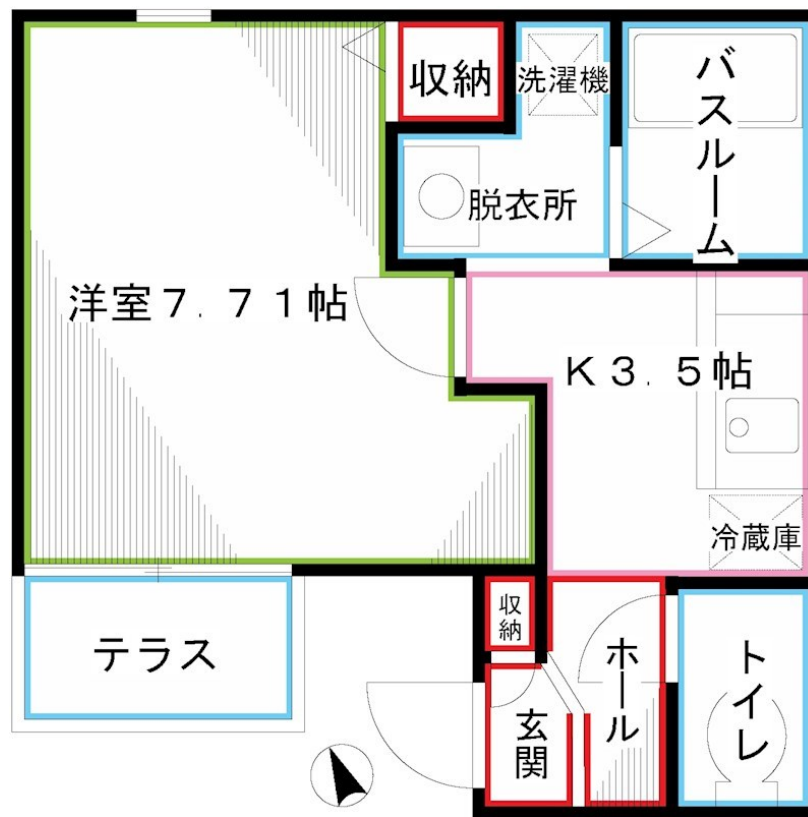 収納
洗濯機
バスルーム
脱衣所
洋室７．７１帖
Ｋ３．５帖
冷蔵庫
収納
テラス
ホール
トイレ
玄関